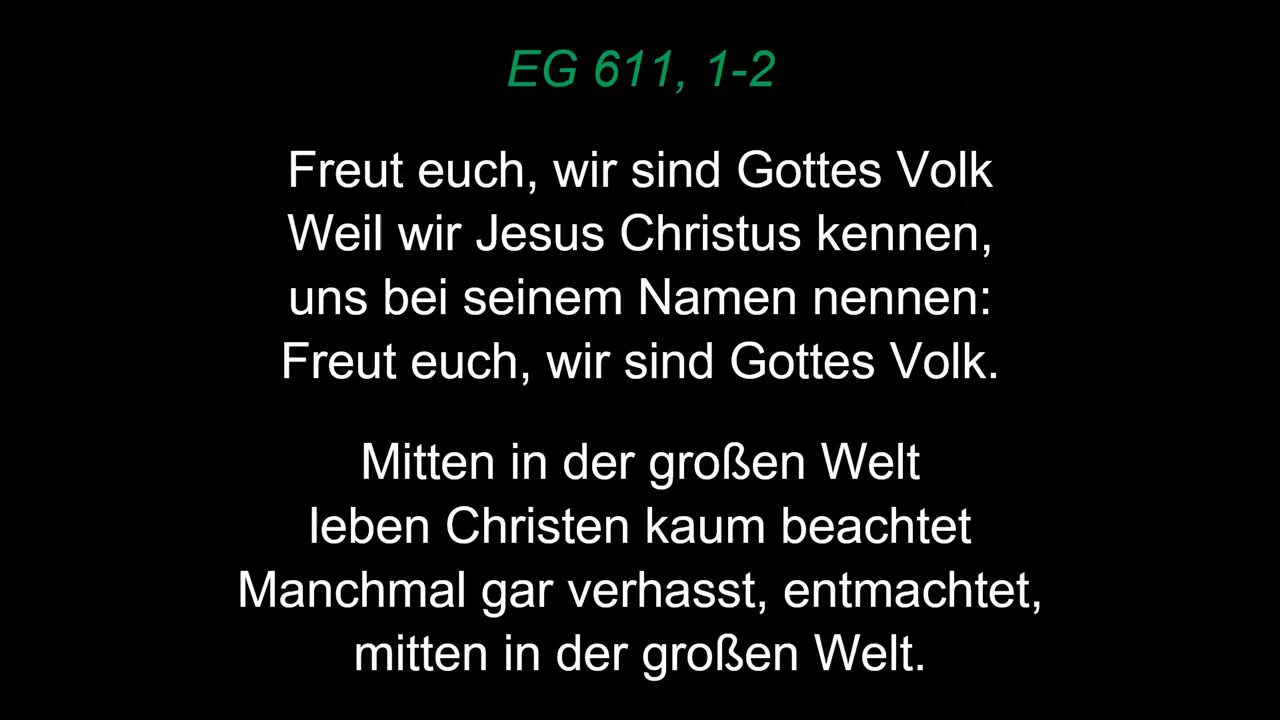 EG 611, 1-2
Freut euch, wir sind Gottes Volk
Weil wir Jesus Christus kennen,
uns bei seinem Namen nennen:
Freut euch, wir sind Gottes Volk.
Mitten in der großen Welt
leben Christen kaum beachtet
Manchmal gar verhasst, entmachtet,
mitten in der großen Welt.